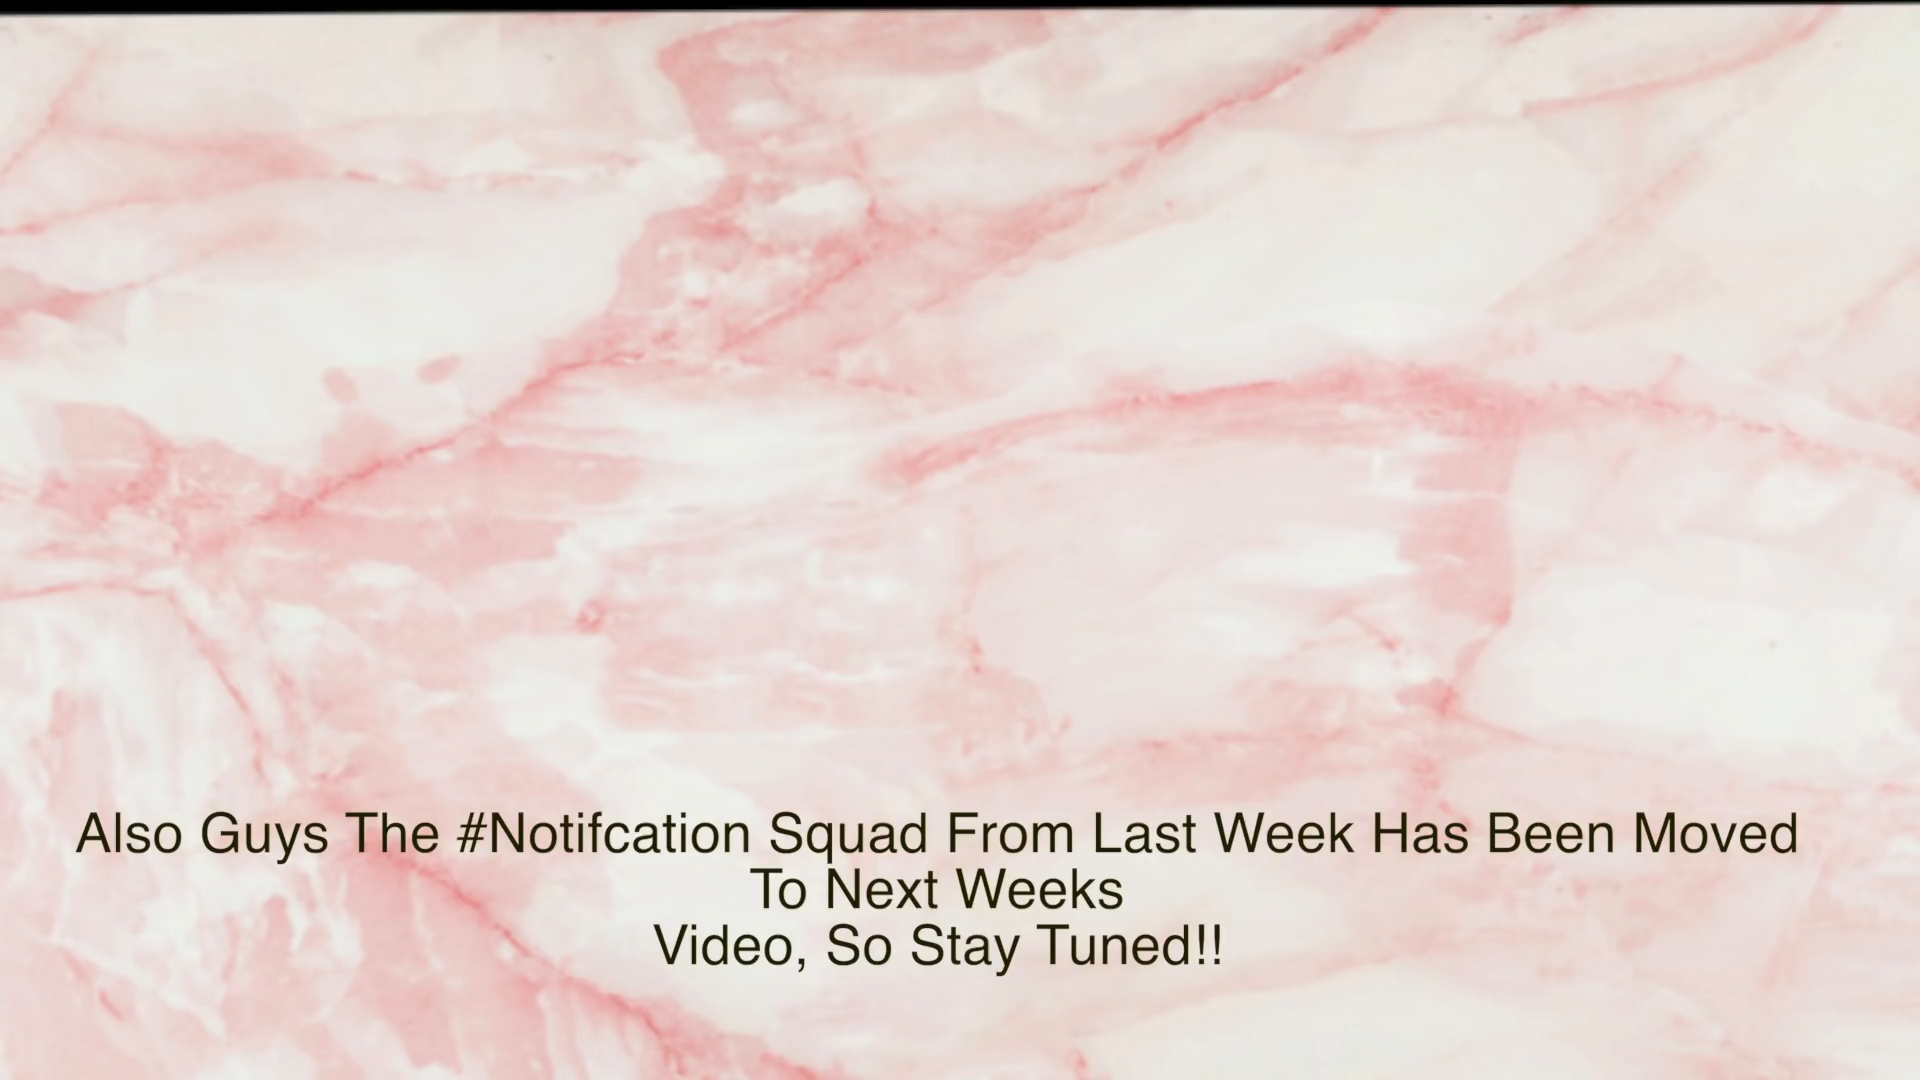 Also Guys The #Notifcation Squad From Last Week Has Been Moved
To Next Weeks
Video, So Stay Tuned!!